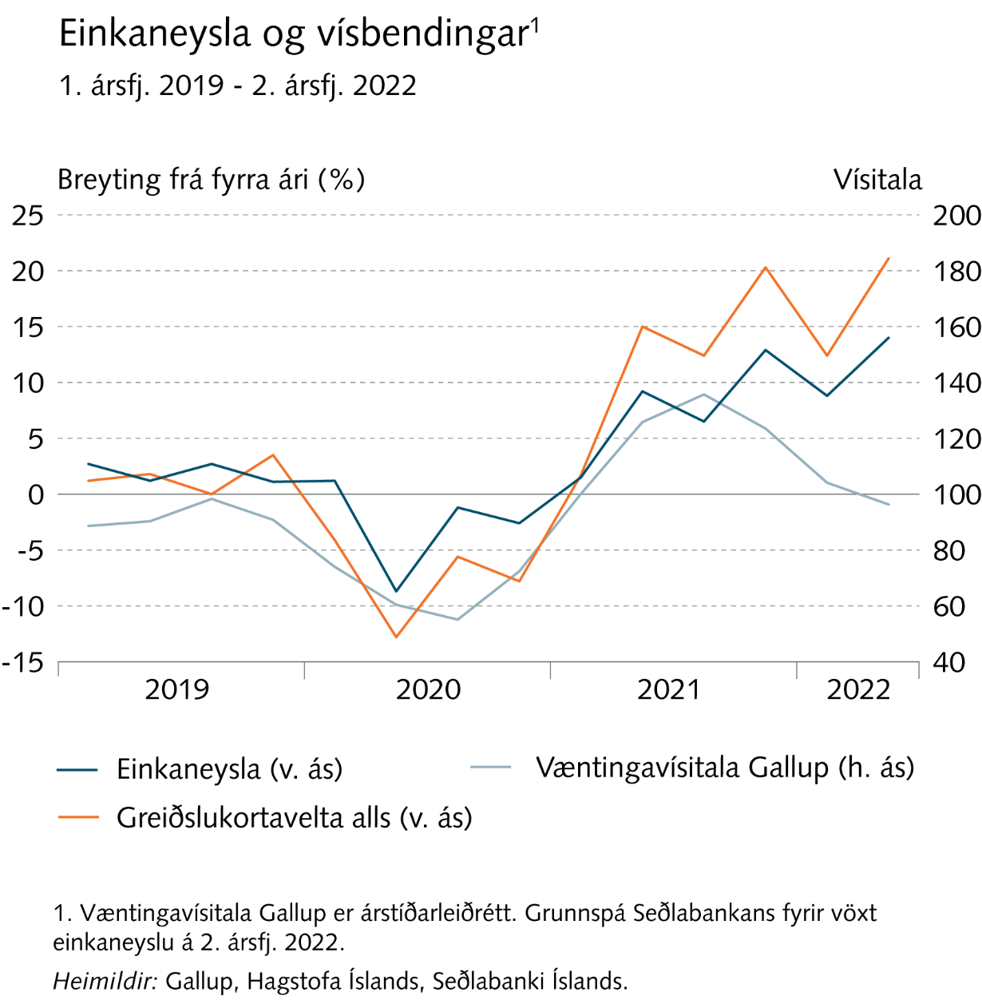 Einkaneysla og vísbendingar¹
1. ársfj. 2019 - 2. ársfj. 2022
Breyting frá fyrra ári (%)
Vísitala
25
20
15
10
5
0
-5
-10
-15
200
180
160
140
120
100
80
60
40
2019 2020 2021 2022
Einkaneysla (v. ás)
Væntingavísitala Gallup (h. ás)
Greiðslukortavelta alls (v. ás)
1. Væntingavísitala Gallup er árstíðarleiðrétt. Grunnspá Seðlabankans fyrir vöxt
einkaneyslu á 2. ársfj. 2022.
Heimildir: Gallup, Hagstofa Íslands, Seðlabanki Íslands.